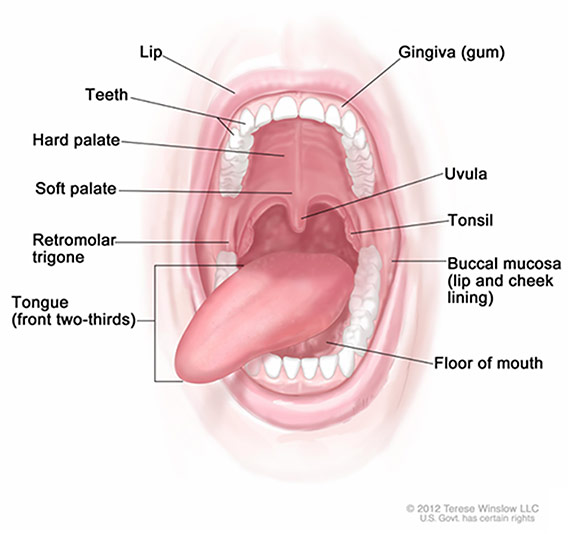 Lip
Gingiva (gum)
Teeth
Hard palate
Soft palate
Uvula
Tonsil
Retromolar
trigone
Buccal mucosa
(lip and cheek
lining)
Tongue
(front two-thirds)
Floor of mouth
© 2012 Terese Winslow LLC
U.S. Govt. has certain rights